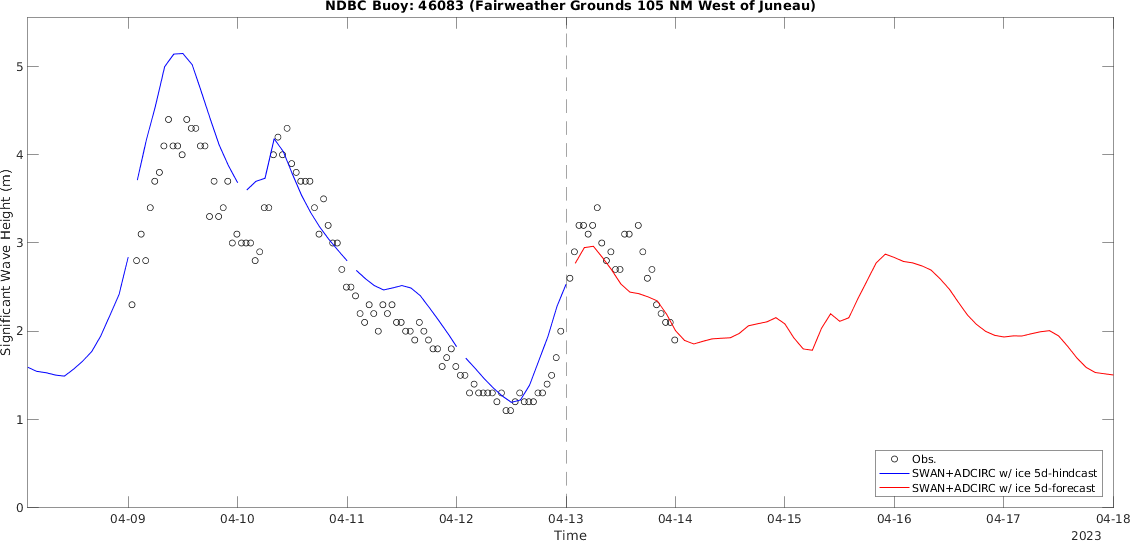 NDBC Buoy: 46083 (Fairweather Grounds 105 NM West of Juneau)
Significant Wave Height (m)
5
4
3
2
1
0
04-09
04-10
04-11
04-12
04-13
04-14
04-15
04-16
04-17
04-18
Time
2023
Obs.
SWAN+ADCIRC w/ ice 5d-hindcast
SWAN+ADCIRC w/ ice 5d-forecast